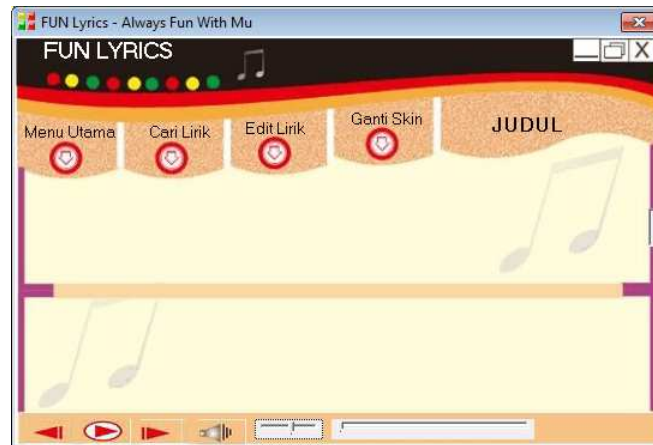 FUN Lyrics - Always Fun With Mu
FUN LYRICS
Menu Utama
Cari Lirik
Edit Lirik
Ganti Skin
JUDUL